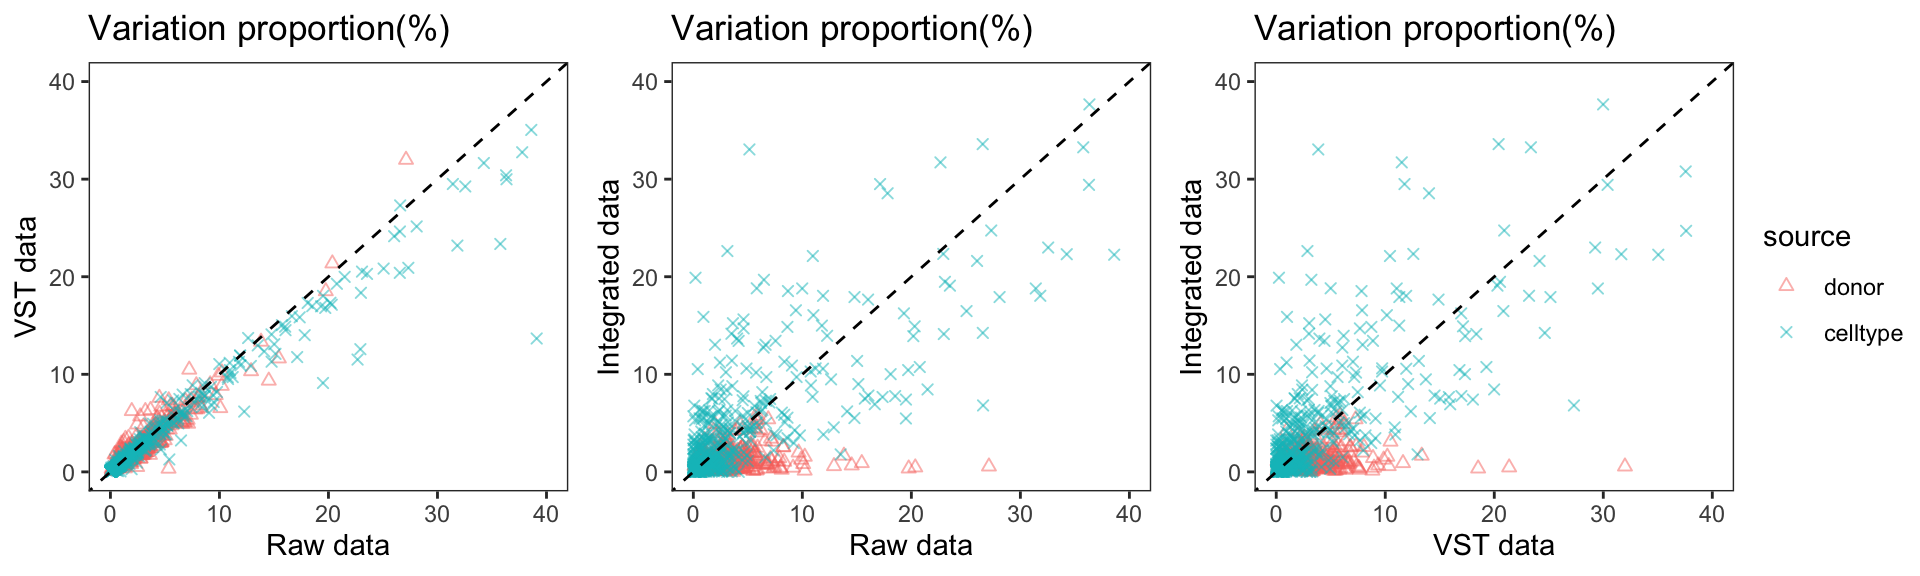 Variation proportion(%)
40
30
20
10
0
VST data
0 10 20 30 40
Raw data
Variation proportion(%)
40
30
20
10
0
Integrated data
0 10 20 30 40
Raw data
Variation proportion(%)
40
30
20
10
0
Integrated data
0 10 20 30 40
VST data
source
donor
celltype